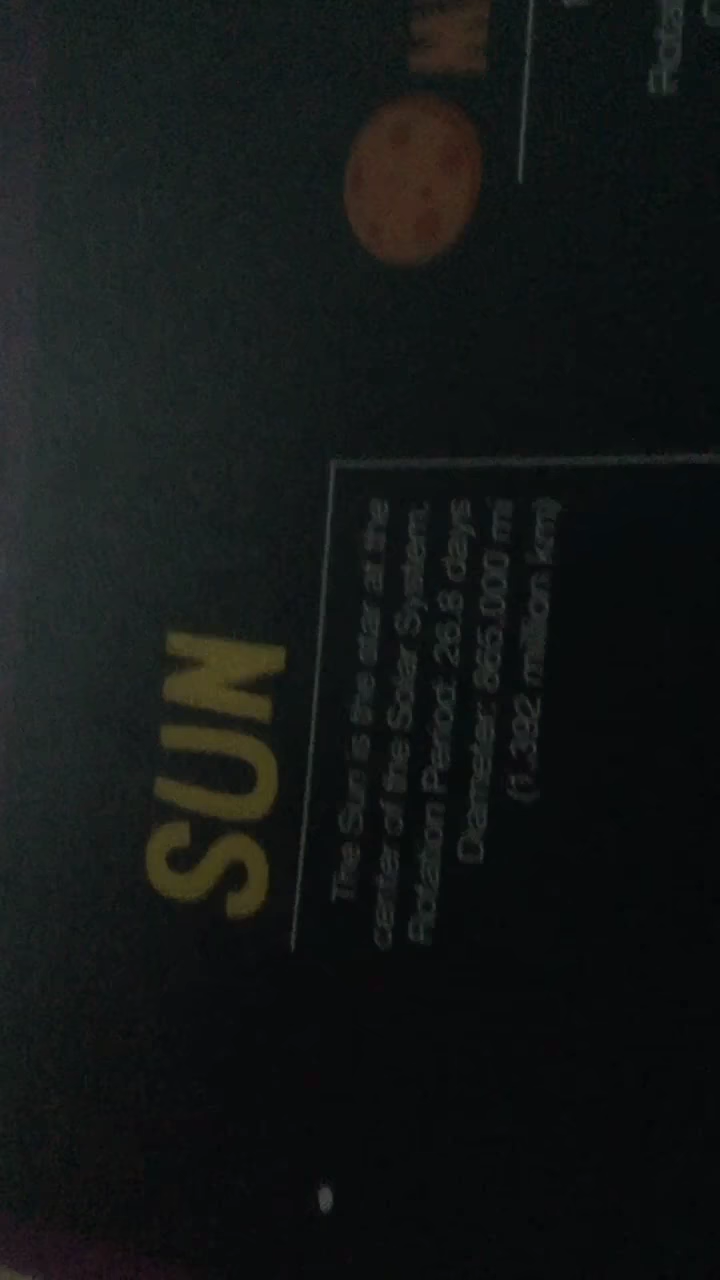 SUN
The Sun is the star at the
center of the Solar System.
Rotation Period: 26.8 days
Diameter: 865.000 mi
(1.392 million km)